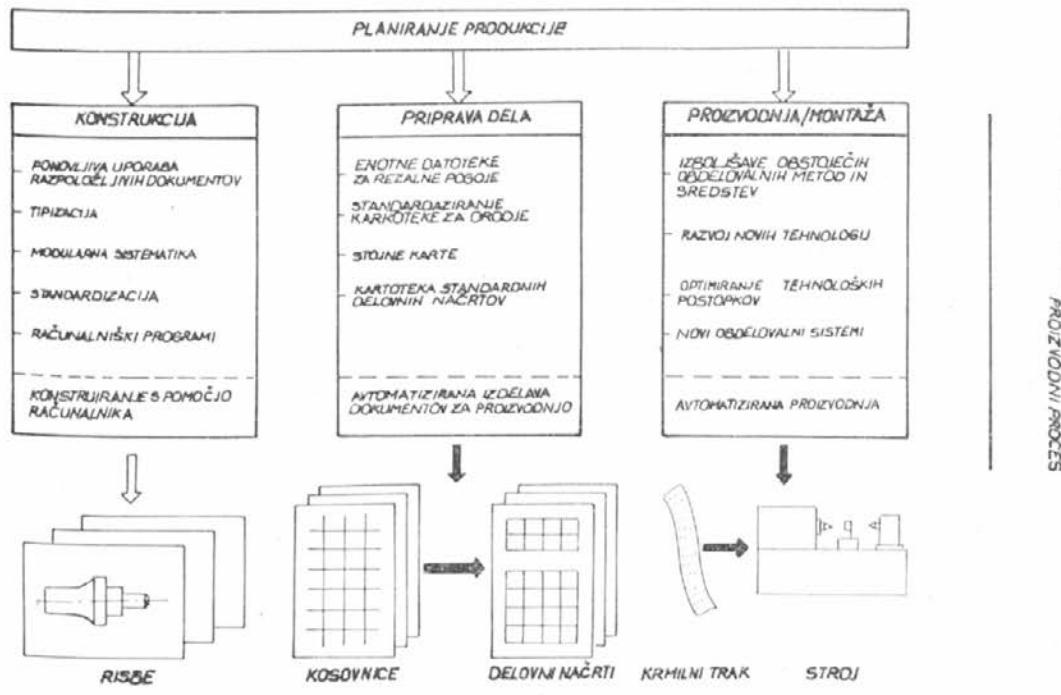 PLANIRANJE PRODUKCIJE
KONSTRUKCIJA
PONOVLJIVA UPORABA
RAZPOLOŽLJIVIH DOKUMENTOV
TIPIZACIJA
MODULARNA SISTEMATIKA
STANDARDIZACIJA
RAČUNALNIŠKI PROGRAMI
KONSTRUIRANJE S POMOČJO
RAČUNALNIKA
PRIPRAVA DELA
ENOTNE DATOTEKE
ZA REZALNE POGOJE
STANDARDAZIRANJE
KARKOTEKE ZA ORODJE
STOJNE KARTE
KARTOTEKA STANDARDNIH
DELOVNIH NAČRTOV
AVTOMATIZIRANA IZDELAVA
DOKUMENTOV ZA PROIZVODNJO
PROIZVODNJA/MONTAŽA
IZBOLJŠAVE OBSTOJEČIH
OBDELOVALNIH METOD IN
SREDSTEV
RAZVOJ NOVIH TEHNOLOGIJ
OPTIMIRANJE TEHNOLOŠKIH
POSTOPKOV
NOVI OBDELOVALNI SISTEMI
AVTOMATIZIRANA PROIZVODNJA
PROIZVODNI PROCES
RISBE
KOSOVNICE
DELOVNI NAČRTI
KRMILNI TRAK
STROJ